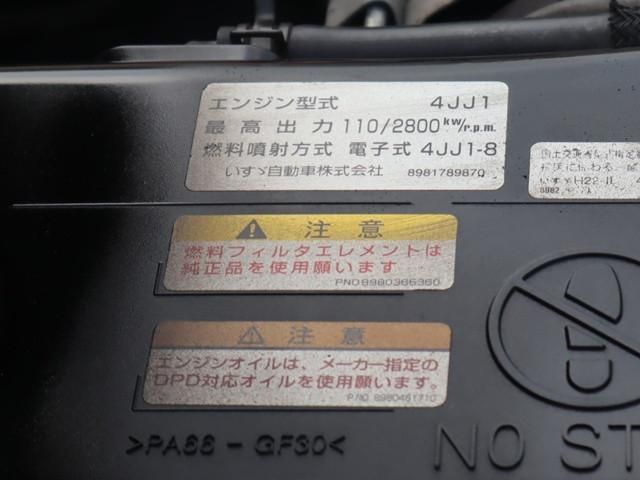 エンジン型式 4JJ1
最高出力 110/2800kw/r.p.m.
燃料噴射方式 電子式 4JJ1-8
いすゞ自動車株式会社 8981789870
⚠ 注意
燃料フィルタエレメントは
純正品を使用願います
PNO8980365360
⚠ 注意
エンジンオイルは、メーカー指定の
DPD対応オイルを使用願います。
P/NO 8980461710
>PA66-GF30<
NO ST